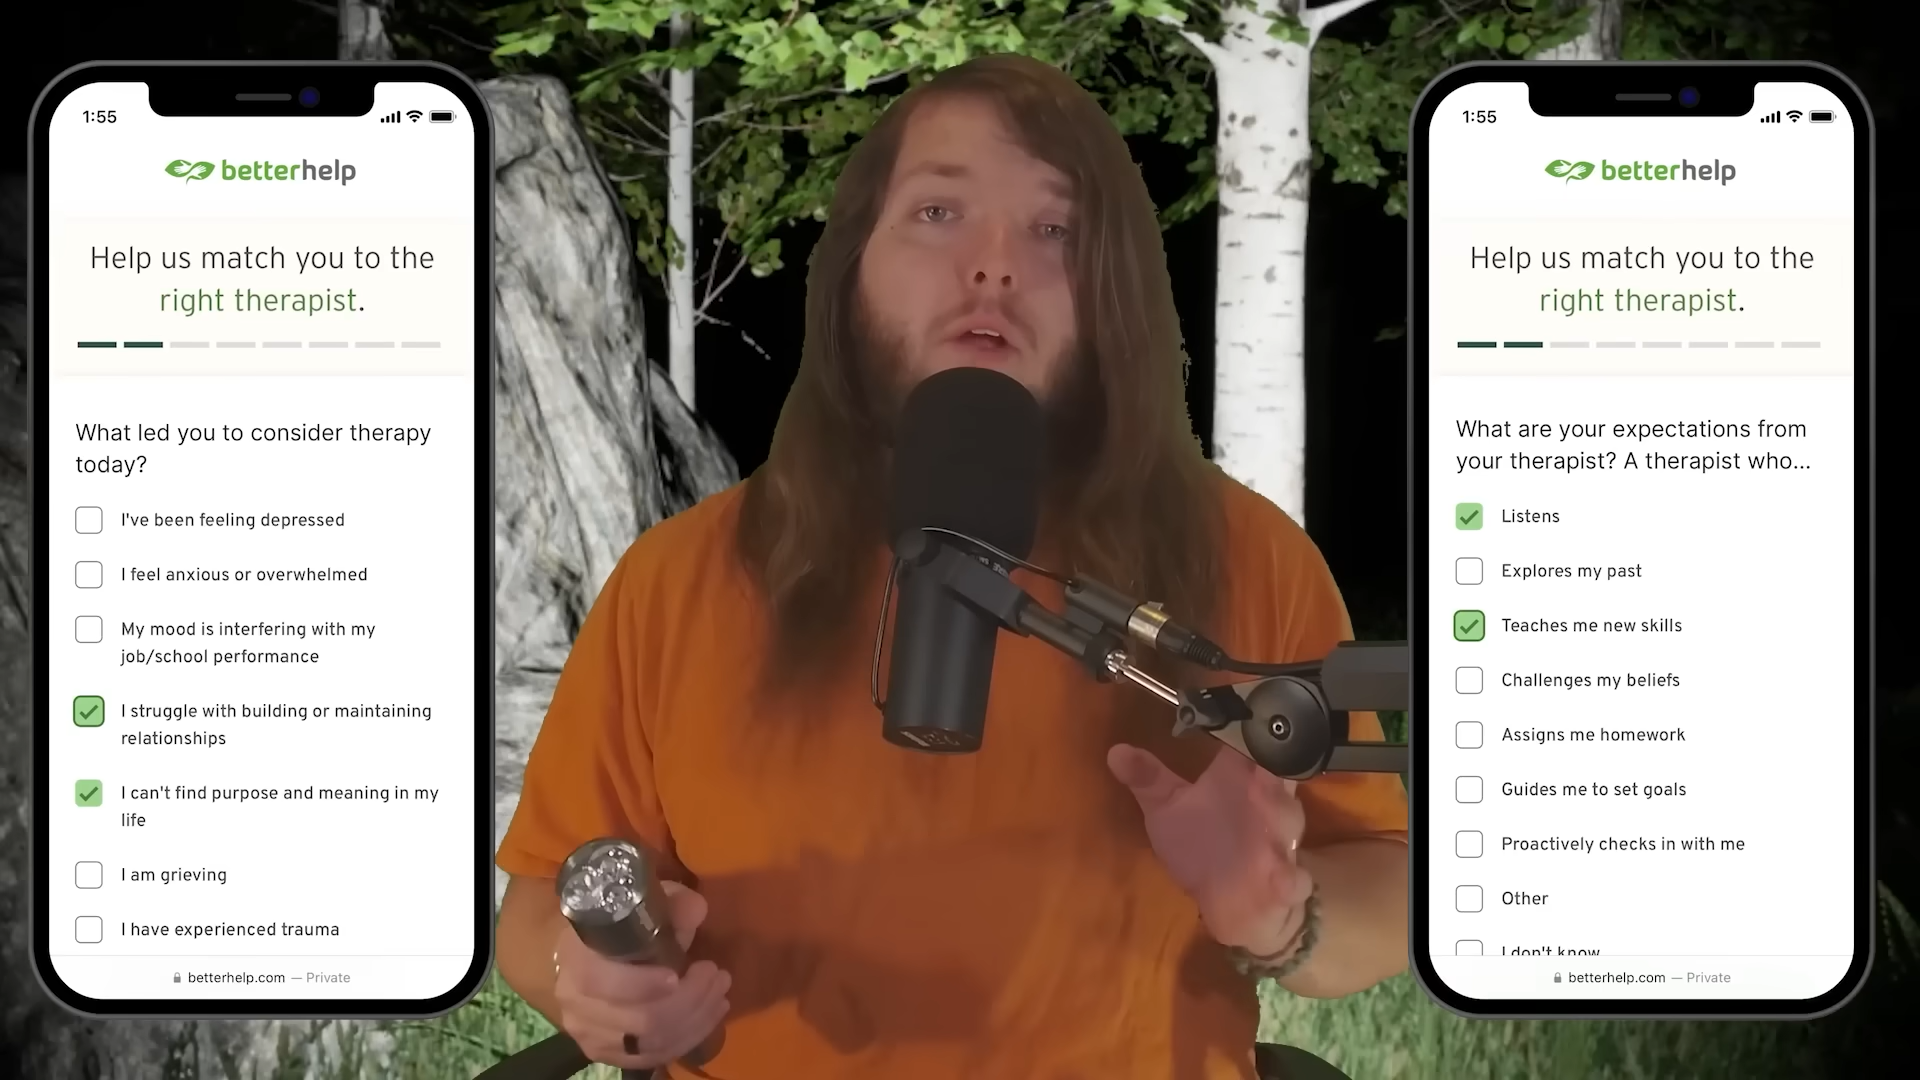 1:55
betterhelp
Help us match you to the
right therapist.
What led you to consider therapy
today?
I've been feeling depressed
I feel anxious or overwhelmed
My mood is interfering with my
job/school performance
I struggle with building or maintaining
relationships
I can't find purpose and meaning in my
life
I am grieving
I have experienced trauma
betterhelp.com — Private
1:55
betterhelp
Help us match you to the
right therapist.
What are your expectations from
your therapist? A therapist who...
Listens
Explores my past
Teaches me new skills
Challenges my beliefs
Assigns me homework
Guides me to set goals
Proactively checks in with me
Other
I don't know
betterhelp.com — Private